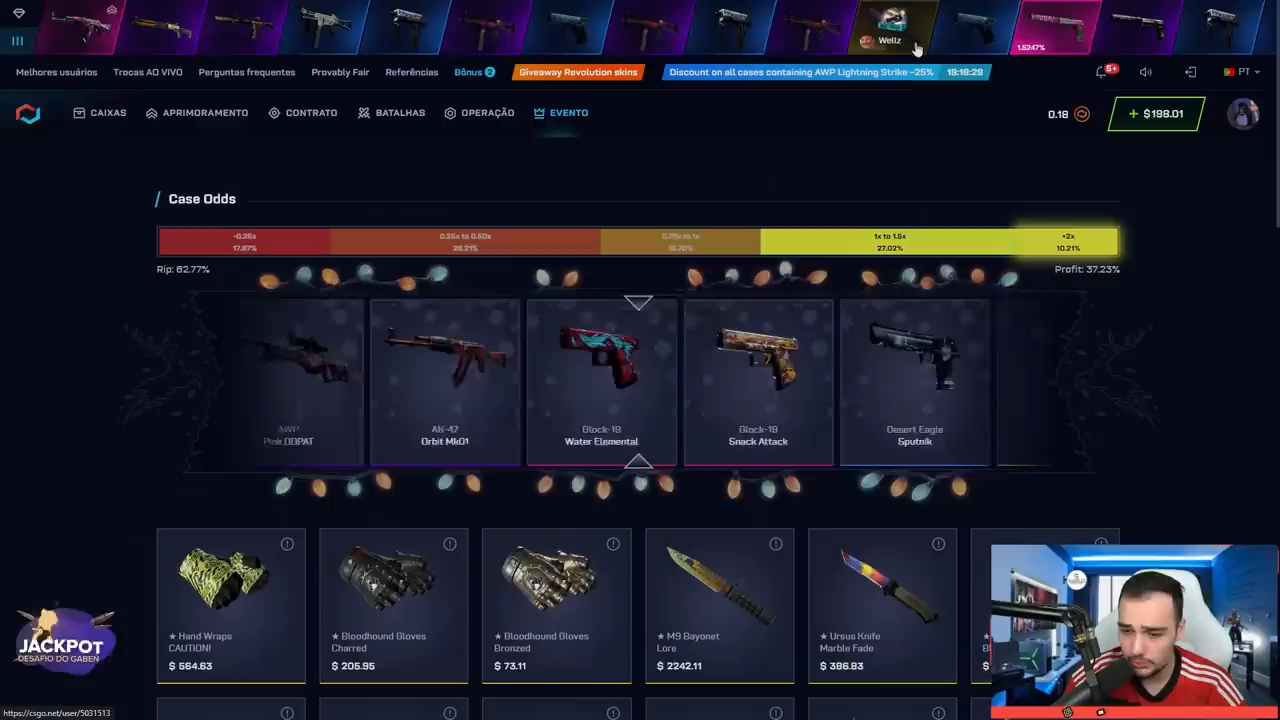 Wellz
1.5247%
Melhores usuários
Trocas AO VIVO
Perguntas frequentes
Provably Fair
Referências
Bônus 2
Giveaway Revolution skins
Discount on all cases containing AWP Lightning Strike -25%
19:16:29
5+
PT
CAIXAS
APRIMORAMENTO
CONTRATO
BATALHAS
OPERAÇÃO
EVENTO
0.18
+ $198.01
/ Case Odds
-0.25x
17.87%
0.25x to 0.50x
1x to 1.5x
27.02%
+2x
10.21%
Rip: 62.77%
Profit: 37.23%
AWP
Pink DDPAT
AK-47
Orbit Mk01
Glock-18
Water Elemental
Glock-18
Snack Attack
Desert Eagle
Sputnik
★ Hand Wraps
CAUTION!
$ 564.63
★ Bloodhound Gloves
Charred
$ 205.95
★ Bloodhound Gloves
Bronzed
$ 73.11
★ M9 Bayonet
Lore
$ 2242.11
★ Ursus Knife
Marble Fade
$ 386.83
JACKPOT
DESAFIO DO GABEN
https://csgo.net/user/5031513